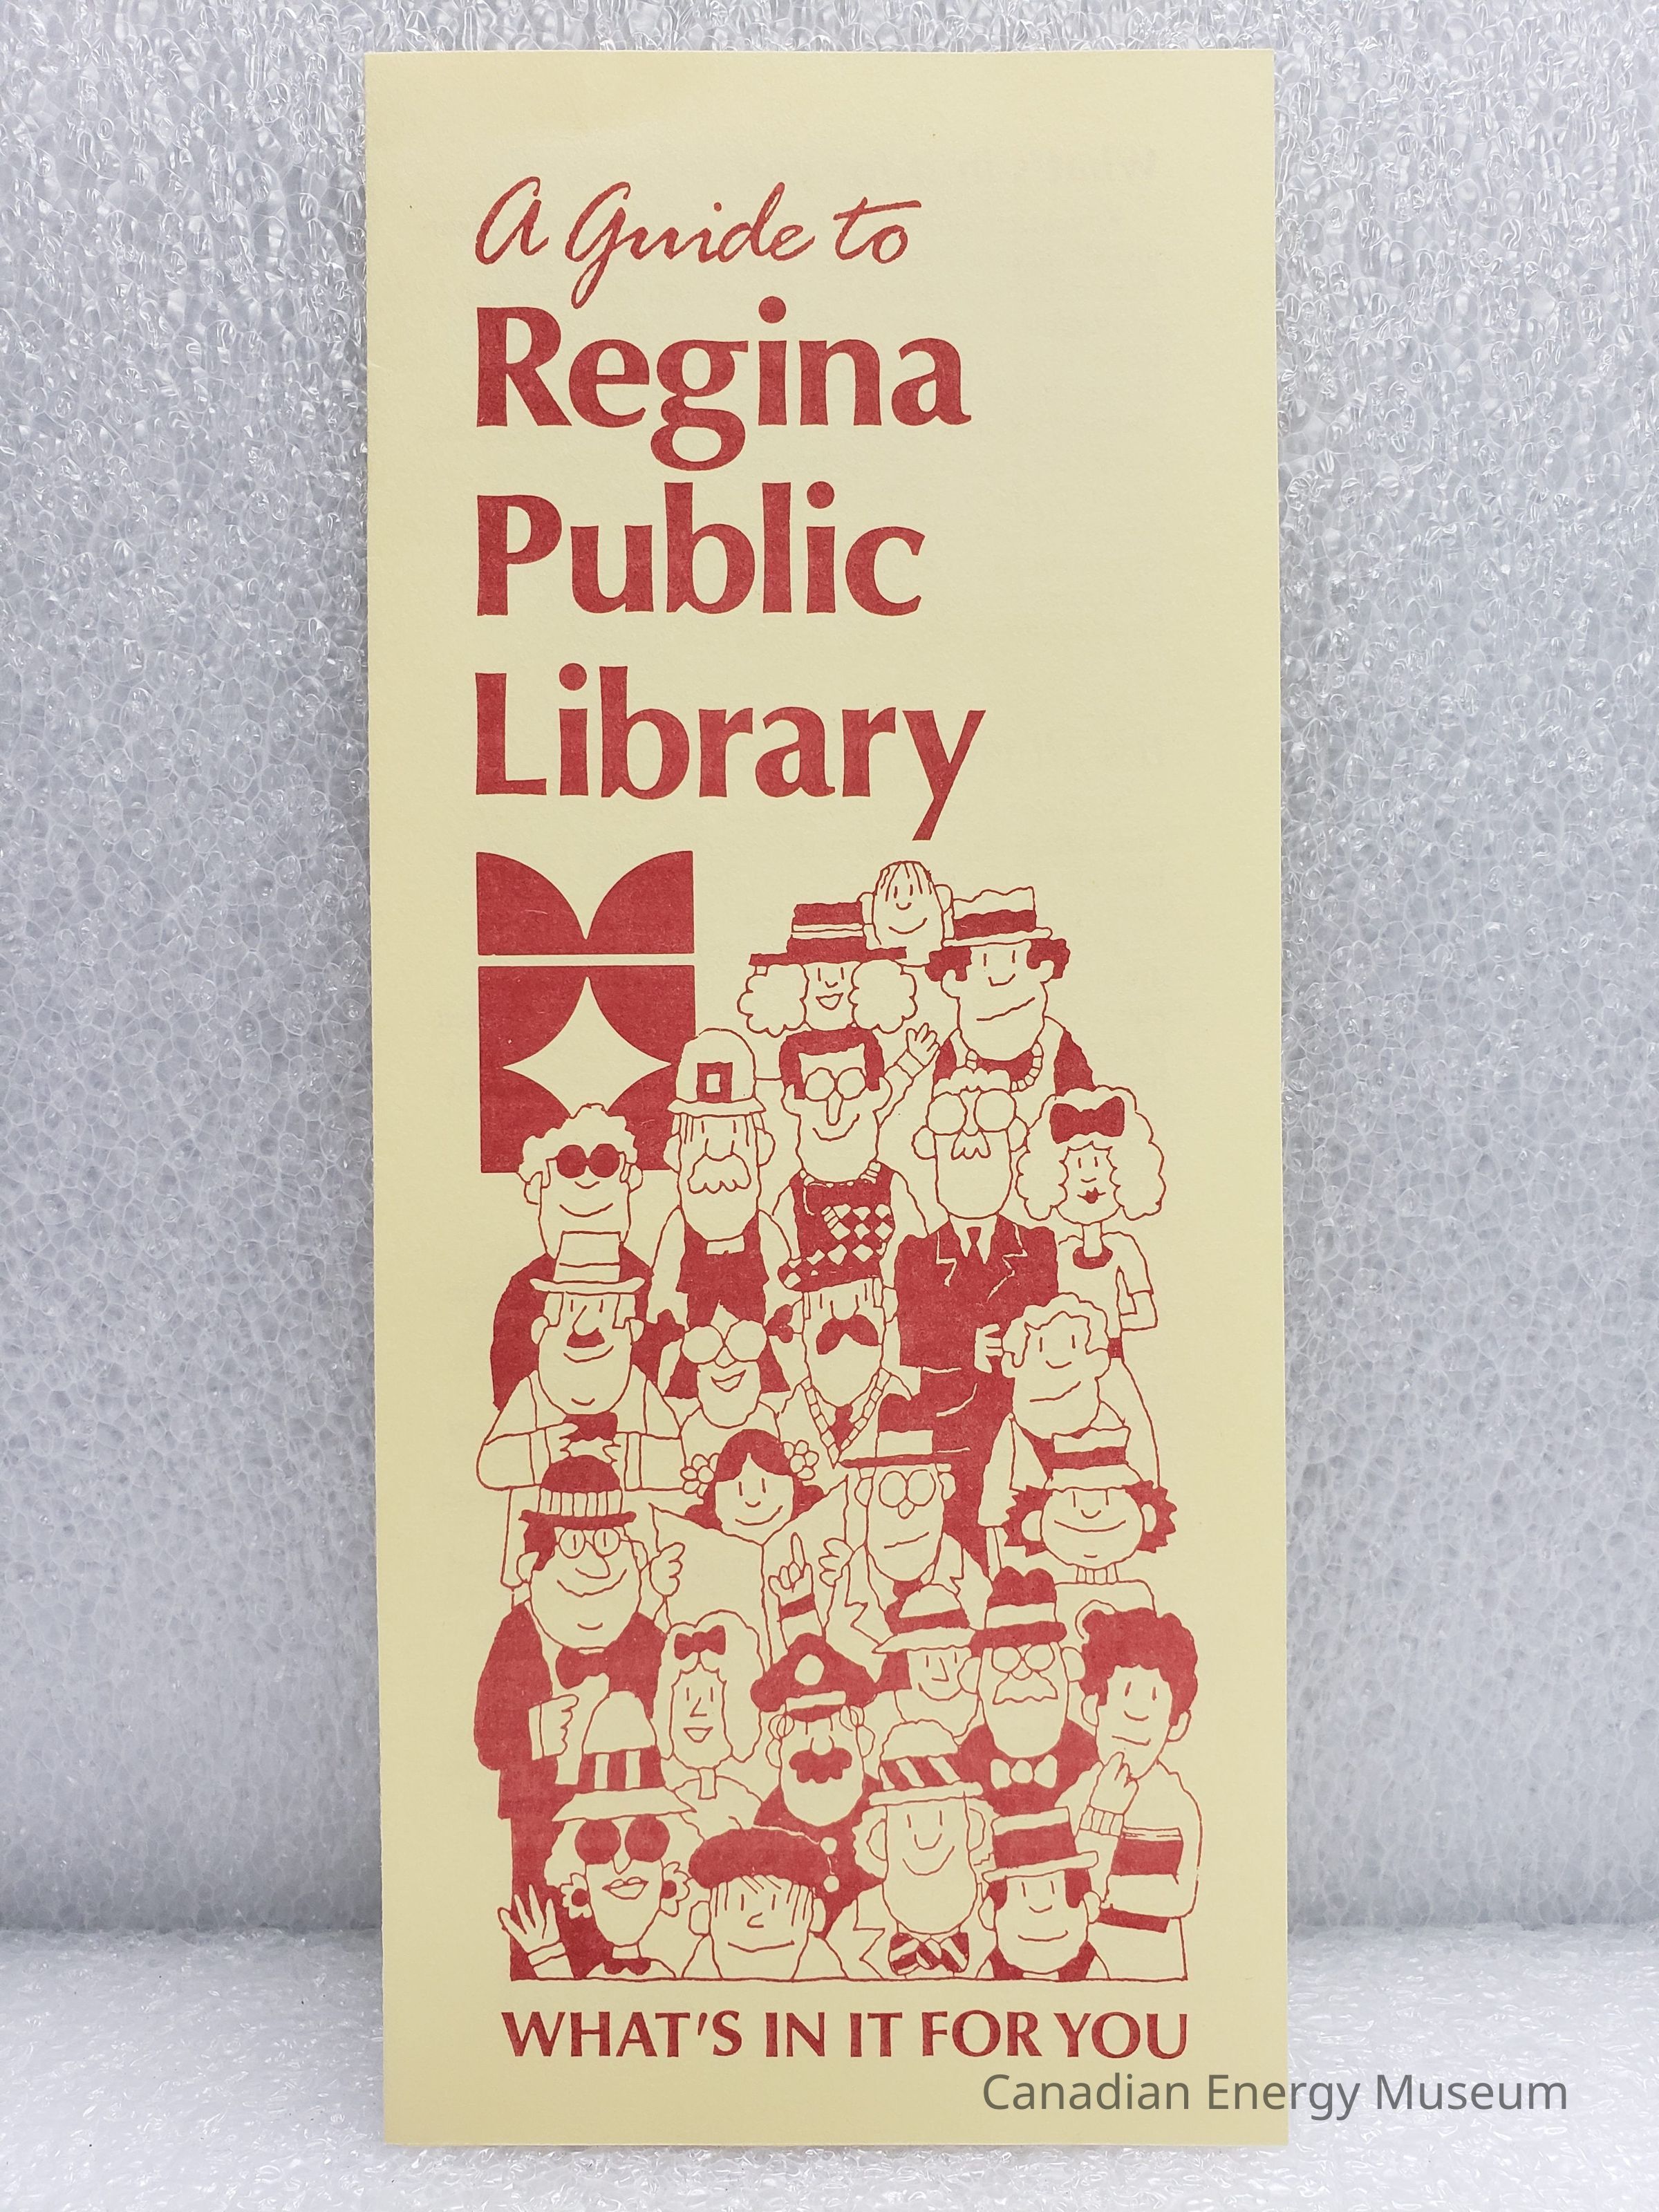 A Guide to
Regina
Public
Library
WHAT'S IN IT FOR YOU
Canadian Energy Museum